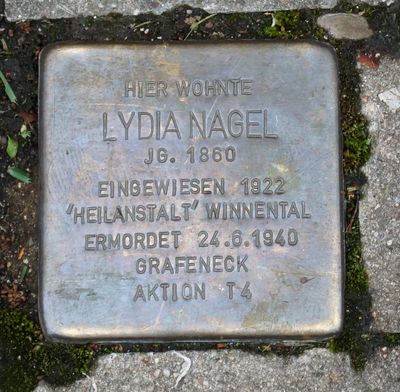 HIER WOHNTE
LYDIA NAGEL
JG. 1860
EINGEWIESEN 1922
'HEILANSTALT' WINNENTAL
ERMORDET 24.6.1940
GRAFENECK
AKTION T4